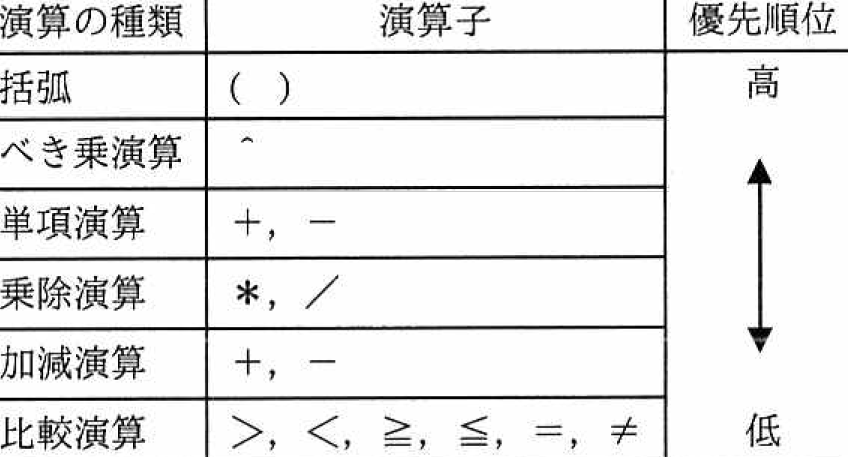 演算の種類 演算子 優先順位
括弧 ( ) 高
べき乗演算 ^
単項演算 +, −
乗除演算 *, /
加減演算 +, −
比較演算 >, <, ≧, ≦, =, ≠ 低